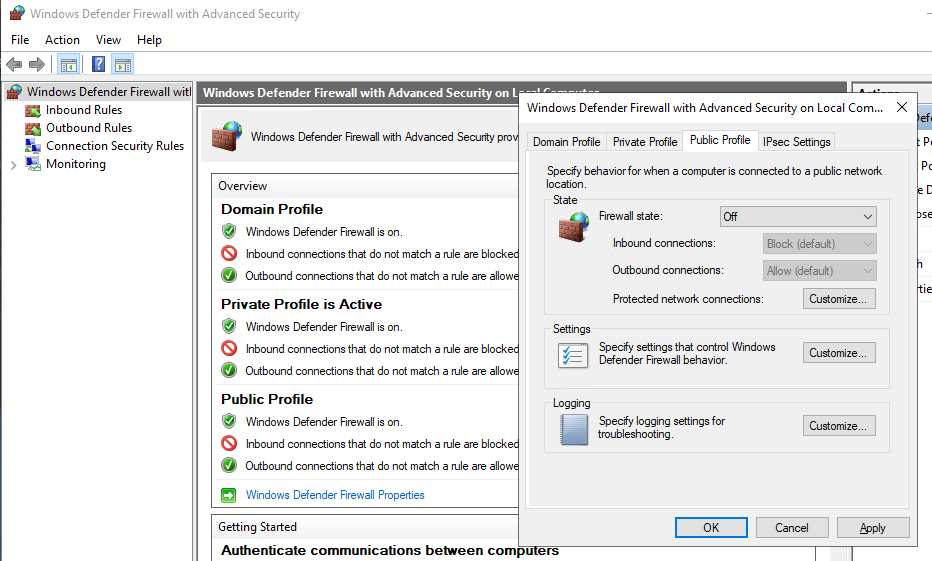 Windows Defender Firewall with Advanced Security
File Action View Help
Windows Defender Firewall wit
Inbound Rules
Outbound Rules
Connection Security Rules
Monitoring
Windows Defender Firewall with Advanced Security on Local Computer
Windows Defender Firewall with Advanced Security prov
Overview
Domain Profile
Windows Defender Firewall is on.
Inbound connections that do not match a rule are blocked
Outbound connections that do not match a rule are allowe
Private Profile is Active
Windows Defender Firewall is on.
Inbound connections that do not match a rule are blocked
Outbound connections that do not match a rule are allowe
Public Profile
Windows Defender Firewall is on.
Inbound connections that do not match a rule are blocked
Outbound connections that do not match a rule are allowe
Windows Defender Firewall Properties
Getting Started
Authenticate communications between computers
Actions
Windows Defender Firewall with Advanced Security on Local Com...
Domain Profile Private Profile Public Profile IPsec Settings
Specify behavior for when a computer is connected to a public network
location.
State
Firewall state: Off
Inbound connections: Block (default)
Outbound connections: Allow (default)
Protected network connections: Customize...
Settings
Specify settings that control Windows
Defender Firewall behavior.
Customize...
Logging
Specify logging settings for
troubleshooting.
Customize...
OK Cancel Apply